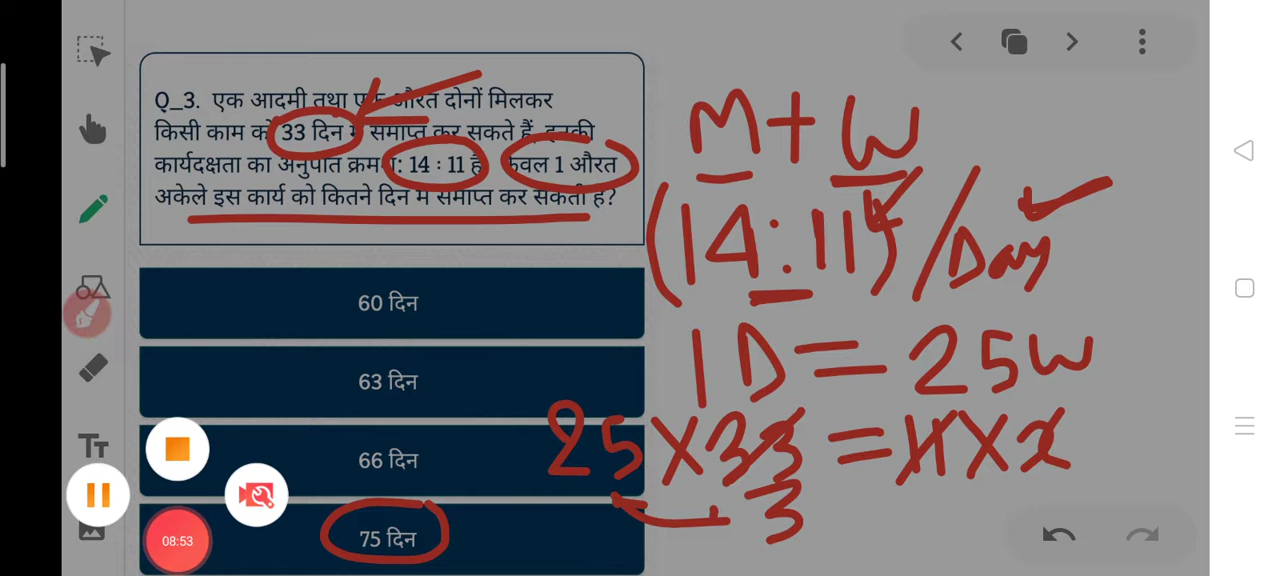 Q_3. एक आदमी तथा एक औरत दोनों मिलकर
किसी काम को 33 दिन में समाप्त कर सकते हैं, इनकी
कार्यदक्षता का अनुपात क्रमश: 14 : 11 है, केवल 1 औरत
अकेले इस कार्य को कितने दिन में समाप्त कर सकती है?
60 दिन
63 दिन
66 दिन
75 दिन
M + W
(14 : 11) / Day
1D = 25W
25 × 33 = 11 × x
3
Tт
08:53